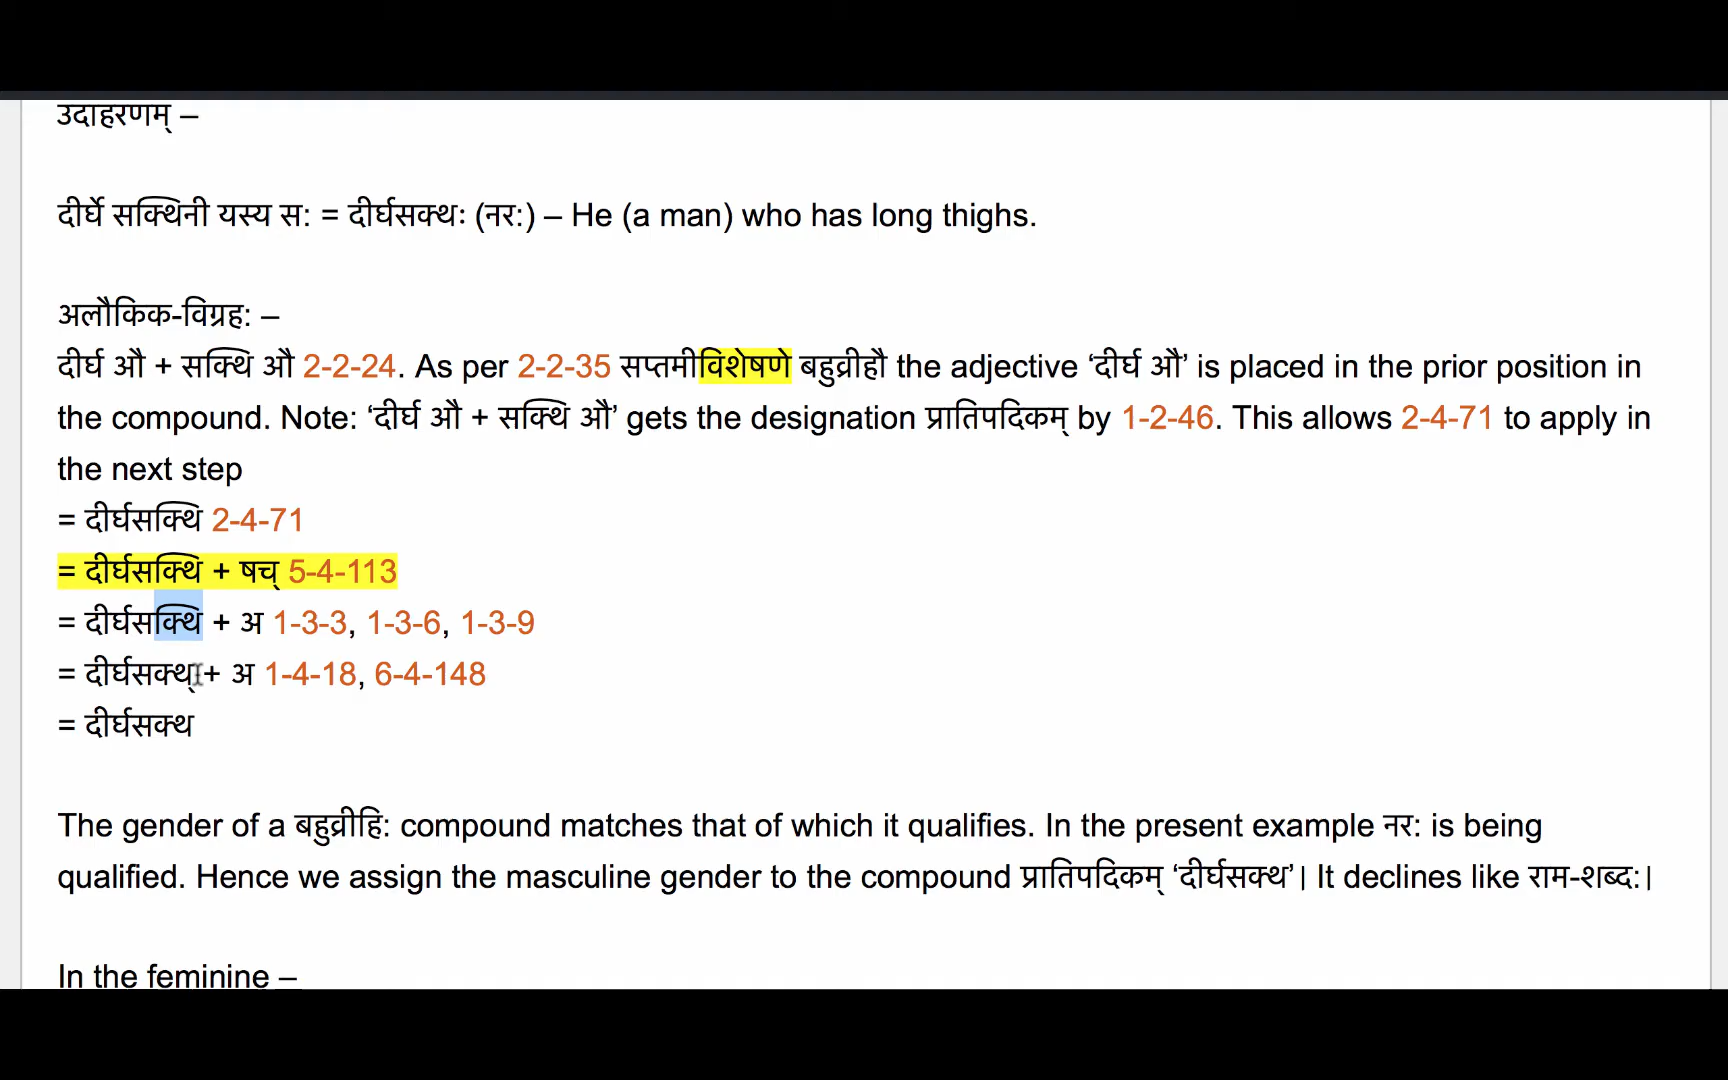 उदाहरणम् –
दीर्घे सक्थिनी यस्य स: = दीर्घसक्थः (नर:) – He (a man) who has long thighs.
अलौकिक-विग्रह: –
दीर्घ औ + सक्थि औ 2-2-24. As per 2-2-35 सप्तमीविशेषणे बहुव्रीहौ the adjective ‘दीर्घ औ’ is placed in the prior position in
the compound. Note: ‘दीर्घ औ + सक्थि औ’ gets the designation प्रातिपदिकम् by 1-2-46. This allows 2-4-71 to apply in
the next step
= दीर्घसक्थि 2-4-71
= दीर्घसक्थि + षच् 5-4-113
= दीर्घसक्थि + अ 1-3-3, 1-3-6, 1-3-9
= दीर्घसक्थ् + अ 1-4-18, 6-4-148
= दीर्घसक्थ
The gender of a बहुव्रीहि: compound matches that of which it qualifies. In the present example नर: is being
qualified. Hence we assign the masculine gender to the compound प्रातिपदिकम् ‘दीर्घसक्थ’। It declines like राम-शब्द:।
In the feminine –